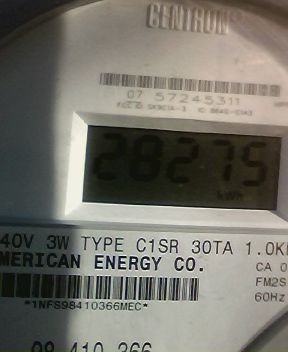 CENTRON
07 57245311
28275
kWh
40V 3W TYPE C1SR 30TA 1.0K
MERICAN ENERGY CO.
CA 0
FM2S
*1NFS98410366MEC*
60Hz
98 410 366